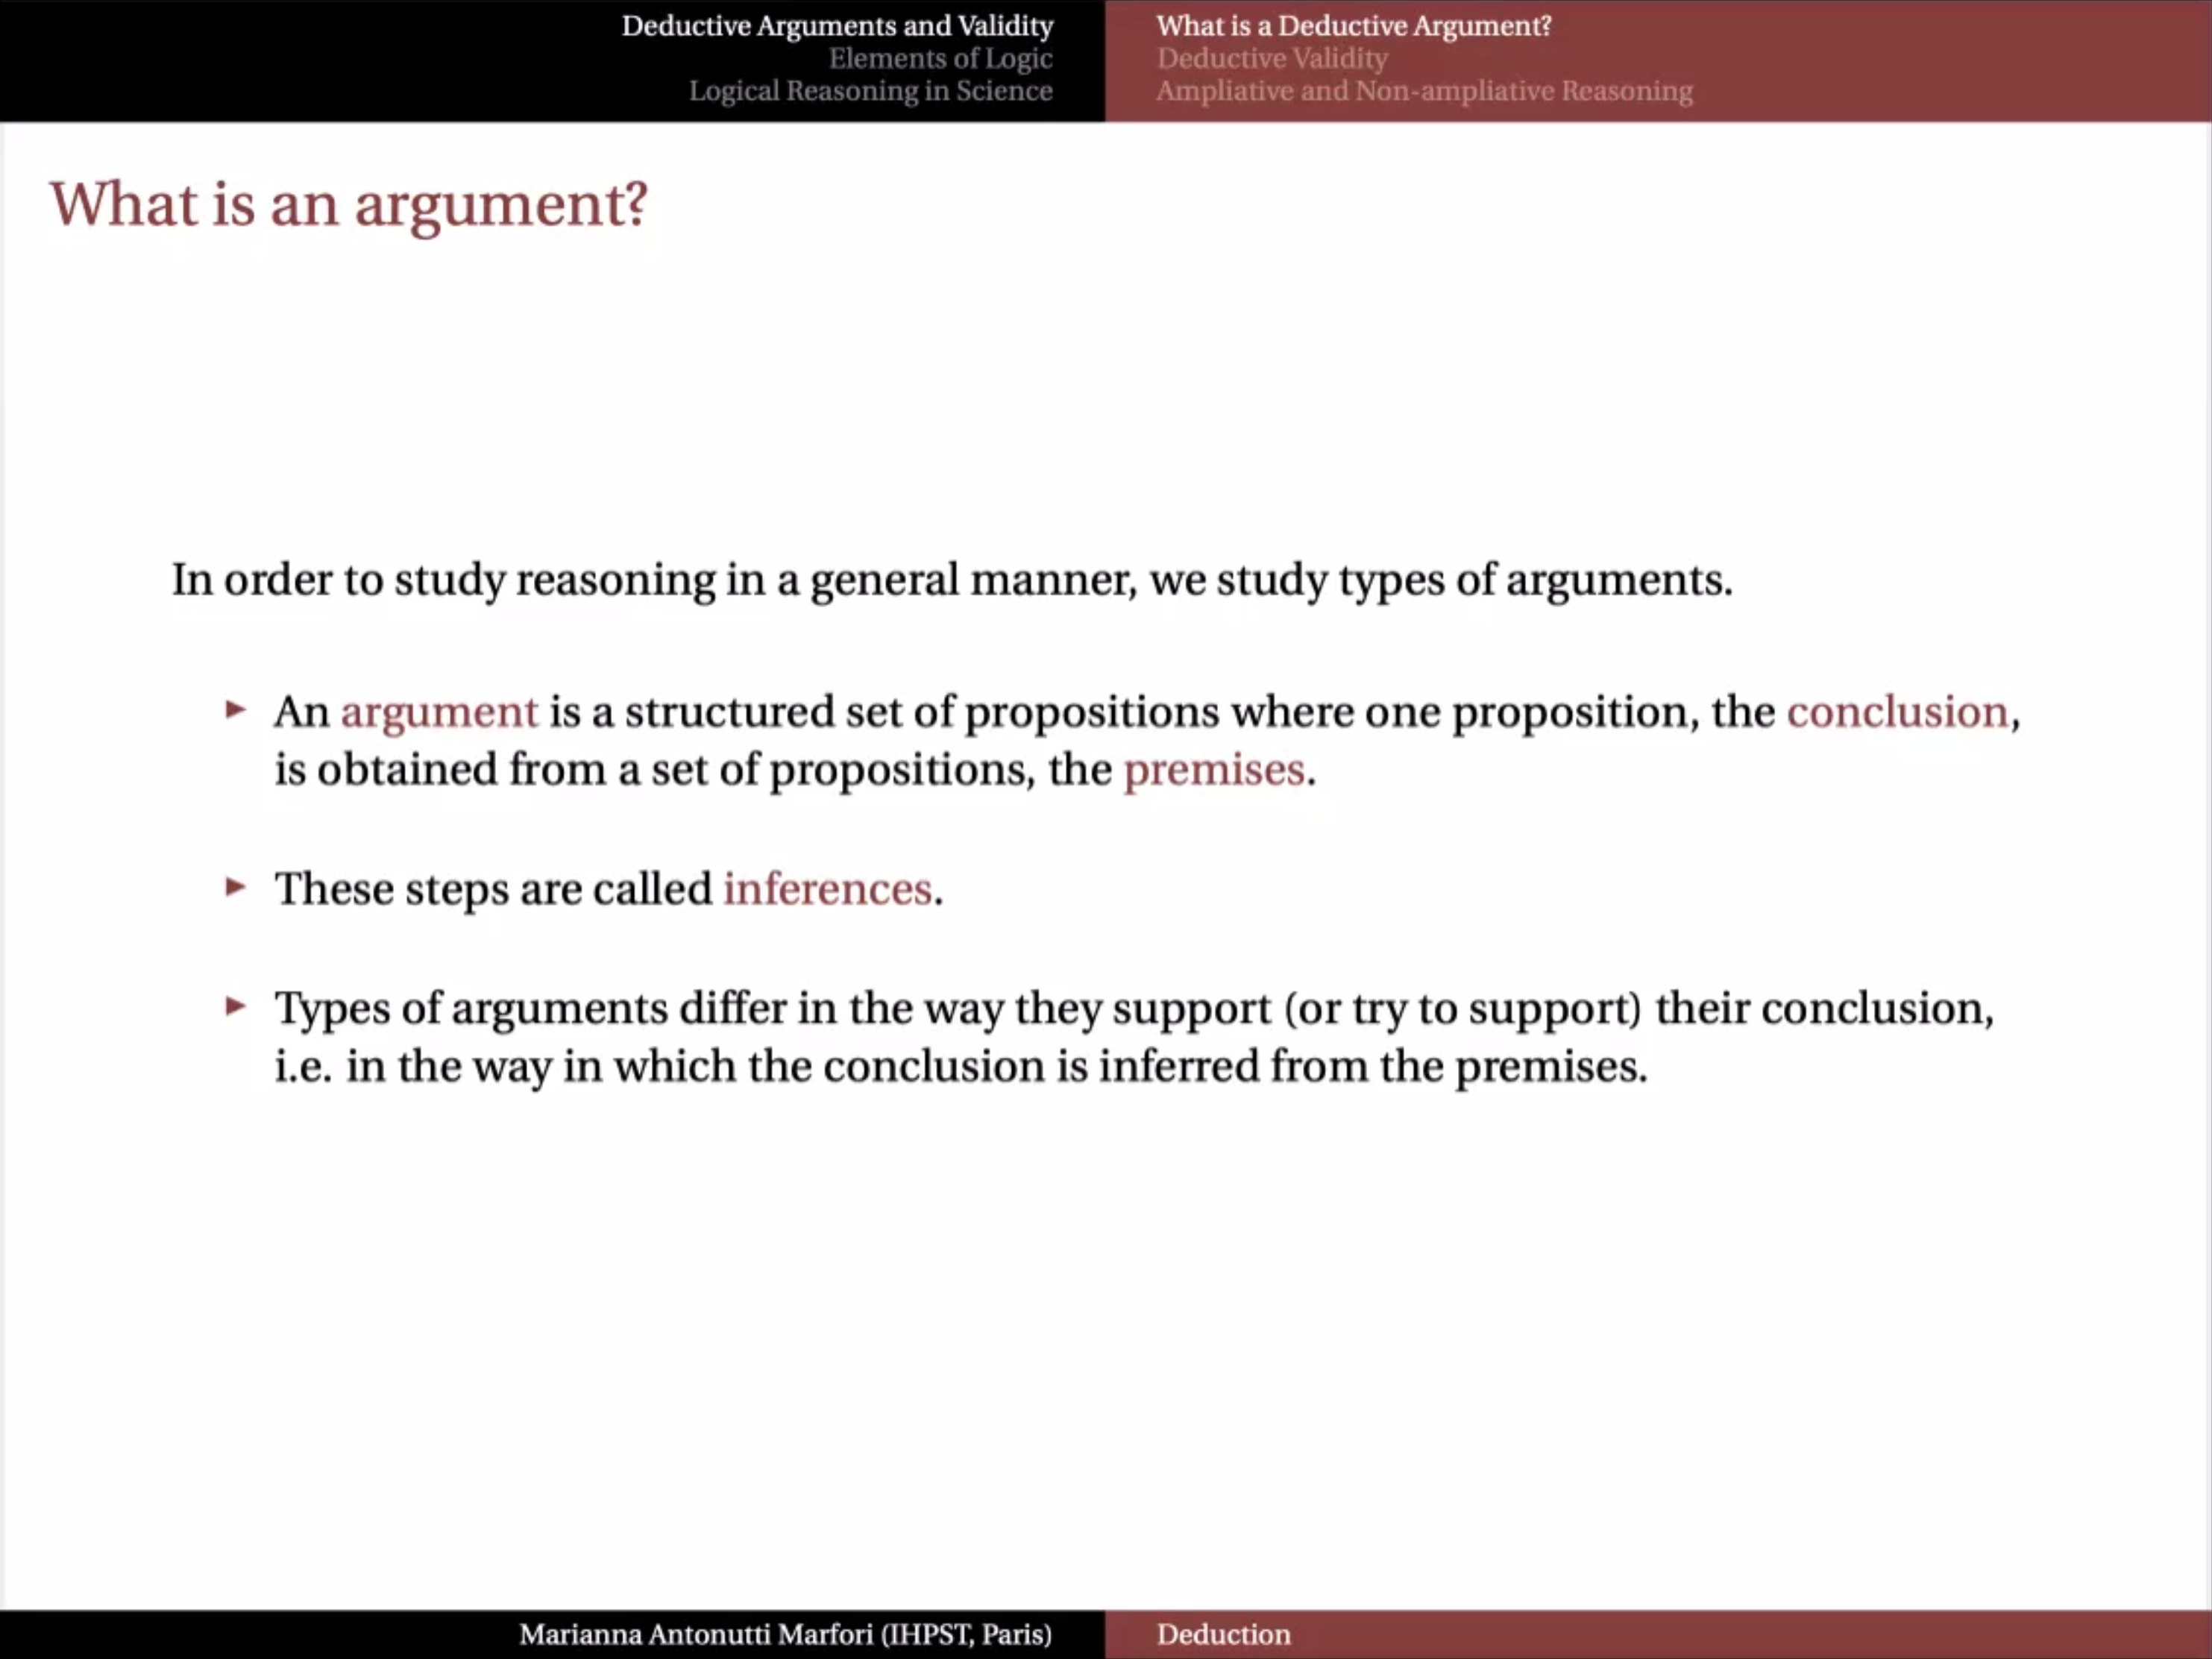 Deductive Arguments and Validity
Elements of Logic
Logical Reasoning in Science
What is a Deductive Argument?
Deductive Validity
Ampliative and Non-ampliative Reasoning
What is an argument?
In order to study reasoning in a general manner, we study types of arguments.
► An argument is a structured set of propositions where one proposition, the conclusion,
is obtained from a set of propositions, the premises.
► These steps are called inferences.
► Types of arguments differ in the way they support (or try to support) their conclusion,
i.e. in the way in which the conclusion is inferred from the premises.
Marianna Antonutti Marfori (IHPST, Paris)
Deduction